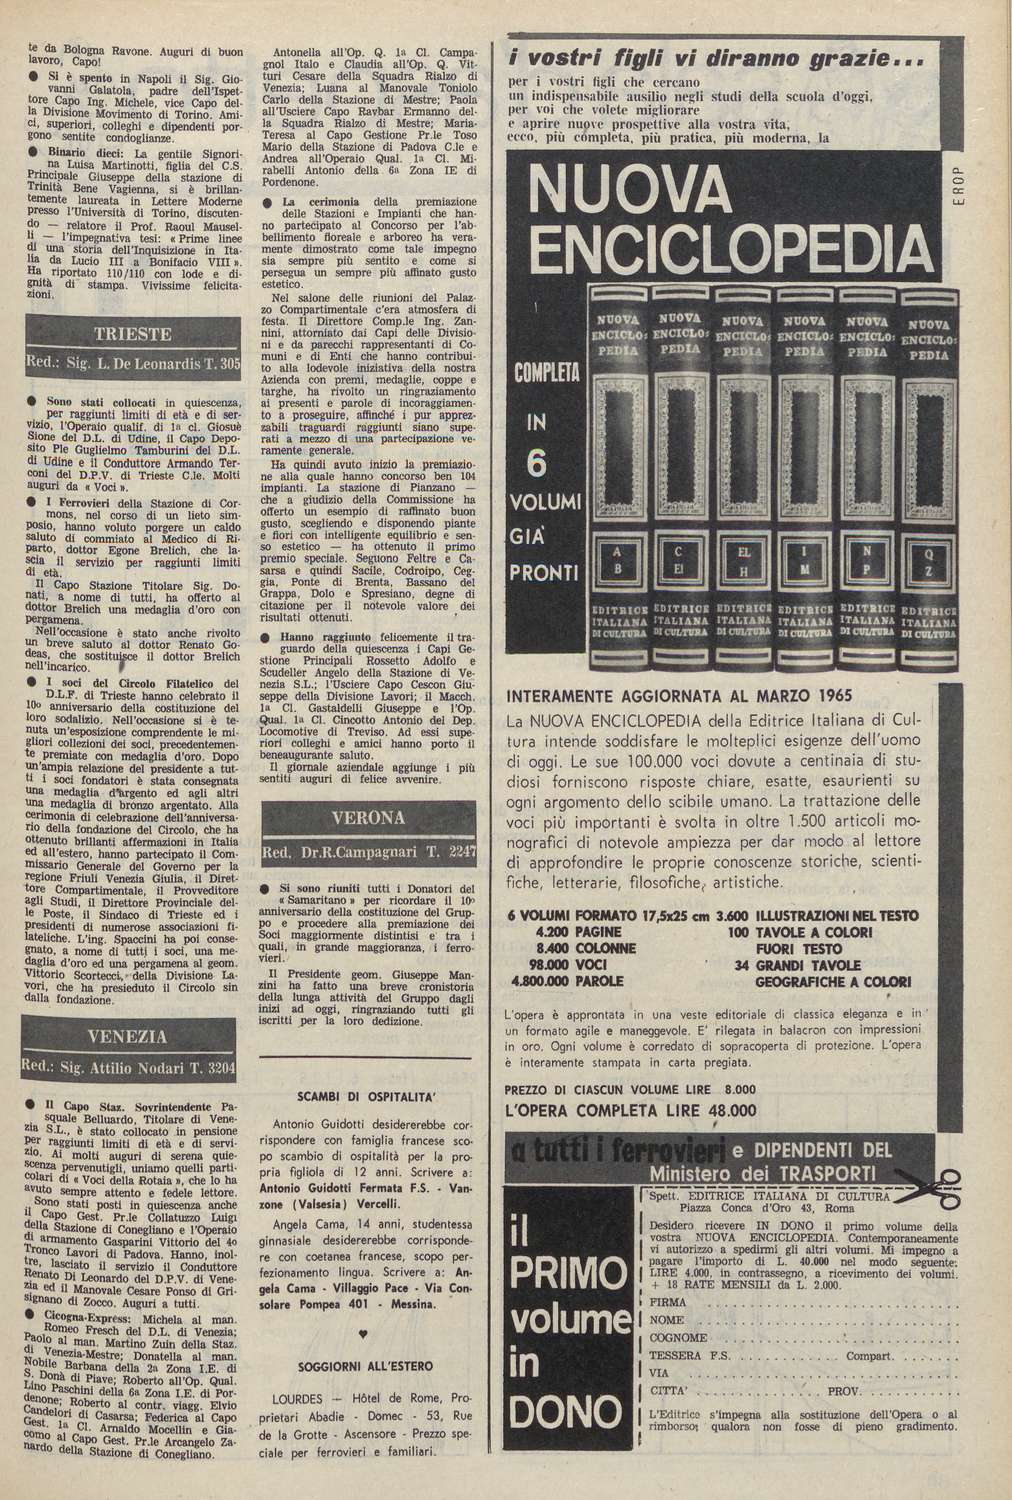 te da Bologna Ravone. Auguri di buon
lavoro, Capo!
● Si è spento in Napoli il Sig. Gio-
vanni Galatola, padre dell'Ispet-
tore Capo Ing. Michele, vice Capo del-
la Divisione Movimento di Torino. Ami-
ci, superiori, colleghi e dipendenti por-
gono sentite condoglianze.
● Binario dieci: La gentile Signori-
na Luisa Martinotti, figlia del C.S.
Principale Giuseppe della stazione di
Trinità Bene Vagienna, si è brillan-
temente laureata in Lettere Moderne
presso l'Università di Torino, discuten-
do — relatore il Prof. Raoul Mausel-
li — l'impegnativa tesi: « Prime linee
di una storia dell'Inquisizione in Ita-
lia da Lucio III a Bonifacio VIII ».
Ha riportato 110/110 con lode e di-
gnità di stampa. Vivissime felicita-
zioni.
TRIESTE
Red.: Sig. L. De Leonardis T. 305
● Sono stati collocati in quiescenza,
per raggiunti limiti di età e di ser-
vizio, l'Operaio qualif. di 1a cl. Giosuè
Sione del D.L. di Udine, il Capo Depo-
sito Ple Guglielmo Tamburini del D.L.
di Udine e il Conduttore Armando Ter-
coni del D.P.V. di Trieste C.le. Molti
auguri da « Voci ».
● I Ferrovieri della Stazione di Cor-
mons, nel corso di un lieto sim-
posio, hanno voluto porgere un caldo
saluto di commiato al Medico di Ri-
parto, dottor Egone Brelich, che la-
scia il servizio per raggiunti limiti
di età.
Il Capo Stazione Titolare Sig. Do-
nati, a nome di tutti, ha offerto al
dottor Brelich una medaglia d'oro con
pergamena.
Nell'occasione è stato anche rivolto
un breve saluto al dottor Renato Go-
deas, che sostituisce il dottor Brelich
nell'incarico.
● I soci del Circolo Filatelico del
D.L.F. di Trieste hanno celebrato il
10o anniversario della costituzione del
loro sodalizio. Nell'occasione si è te-
nuta un'esposizione comprendente le mi-
gliori collezioni dei soci, precedentemen-
te premiate con medaglia d'oro. Dopo
un'ampia relazione del presidente a tut-
ti i soci fondatori è stata consegnata
una medaglia d'argento ed agli altri
una medaglia di bronzo argentato. Alla
cerimonia di celebrazione dell'anniversa-
rio della fondazione del Circolo, che ha
ottenuto brillanti affermazioni in Italia
ed all'estero, hanno partecipato il Com-
missario Generale del Governo per la
regione Friuli Venezia Giulia, il Diret-
tore Compartimentale, il Provveditore
agli Studi, il Direttore Provinciale del-
le Poste, il Sindaco di Trieste ed i
presidenti di numerose associazioni fi-
lateliche. L'ing. Spaccini ha poi conse-
gnato, a nome di tutti i soci, una me-
daglia d'oro ed una pergamena al geom.
Vittorio Scortecci, della Divisione La-
vori, che ha presieduto il Circolo sin
dalla fondazione.
VENEZIA
Red.: Sig. Attilio Nodari T. 3204
● Il Capo Staz. Sovrintendente Pa-
squale Belluardo, Titolare di Vene-
zia S.L., è stato collocato in pensione
per raggiunti limiti di età e di servi-
zio. Ai molti auguri di serena quie-
scenza pervenutigli, uniamo quelli parti-
colari di « Voci della Rotaia », che lo ha
avuto sempre attento e fedele lettore.
Sono stati posti in quiescenza anche
il Capo Gest. Pr.le Collatuzzo Luigi
della Stazione di Conegliano e l'Operaio
di armamento Gasparini Vittorio del 4o
Tronco Lavori di Padova. Hanno, inol-
tre, lasciato il servizio il Conduttore
Renato Di Leonardo del D.P.V. di Vene-
zia ed il Manovale Cesare Ponso di Gri-
signano di Zocco. Auguri a tutti.
● Cicogna-Express: Michela al man.
Romeo Fresch del D.L. di Venezia;
Paolo al man. Martino Zuin della Staz.
di Venezia-Mestre; Donatella al man.
Nobile Barbana della 2a Zona I.E. di
S. Donà di Piave; Roberto all'Op. Qual.
Lino Paschini della 6a Zona I.E. di Por-
denone; Roberto al contr. viagg. Elvio
Candelori di Casarsa; Federica al Capo
Gest. 1a Cl. Arnaldo Mocellin e Gia-
como al Capo Gest. Pr.le Arcangelo Za-
nardo della Stazione di Conegliano.
Antonella all'Op. Q. 1a Cl. Campa-
gnol Italo e Claudia all'Op. Q. Vit-
turi Cesare della Squadra Rialzo di
Venezia; Luana al Manovale Toniolo
Carlo della Stazione di Mestre; Paola
all'Usciere Capo Ravbar Ermanno del-
la Squadra Rialzo di Mestre; Maria-
Teresa al Capo Gestione Pr.le Toso
Mario della Stazione di Padova C.le e
Andrea all'Operaio Qual. 1a Cl. Mi-
rabelli Antonio della 6a Zona IE di
Pordenone.
● La cerimonia della premiazione
delle Stazioni e Impianti che han-
no partecipato al Concorso per l'ab-
bellimento floreale e arboreo ha vera-
mente dimostrato come tale impegno
sia sempre più sentito e come si
persegua un sempre più affinato gusto
estetico.
Nel salone delle riunioni del Palaz-
zo Compartimentale c'era atmosfera di
festa. Il Direttore Comp.le Ing. Zan-
nini, attorniato dai Capi delle Divisio-
ni e da parecchi rappresentanti di Co-
muni e di Enti che hanno contribui-
to alla lodevole iniziativa della nostra
Azienda con premi, medaglie, coppe e
targhe, ha rivolto un ringraziamento
ai presenti e parole di incoraggiamen-
to a proseguire, affinché i pur apprez-
zabili traguardi raggiunti siano supe-
rati a mezzo di una partecipazione ve-
ramente generale.
Ha quindi avuto inizio la premiazio-
ne alla quale hanno concorso ben 104
impianti. La stazione di Pianzano —
che a giudizio della Commissione ha
offerto un esempio di raffinato buon
gusto, scegliendo e disponendo piante
e fiori con intelligente equilibrio e sen-
so estetico — ha ottenuto il primo
premio speciale. Seguono Feltre e Ca-
sarsa e quindi Sacile, Codroipo, Ceg-
gia, Ponte di Brenta, Bassano del
Grappa, Dolo e Spresiano, degne di
citazione per il notevole valore dei
risultati ottenuti.
● Hanno raggiunto felicemente il tra-
guardo della quiescenza i Capi Ge-
stione Principali Rossetto Adolfo e
Scudeller Angelo della Stazione di Ve-
nezia S.L.; l'Usciere Capo Cescon Giu-
seppe della Divisione Lavori; il Macch.
1a Cl. Gastaldelli Giuseppe e l'Op.
Qual. 1a Cl. Cincotto Antonio del Dep.
Locomotive di Treviso. Ad essi supe-
riori colleghi e amici hanno porto il
beneaugurante saluto.
Il giornale aziendale aggiunge i più
sentiti auguri di felice avvenire.
VERONA
Red. Dr.R.Campagnari T. 2247
● Si sono riuniti tutti i Donatori del
« Samaritano » per ricordare il 10o
anniversario della costituzione del Grup-
po e procedere alla premiazione dei
Soci maggiormente distintisi e tra i
quali, in grande maggioranza, i ferro-
vieri.
Il Presidente geom. Giuseppe Man-
zini ha fatto una breve cronistoria
della lunga attività del Gruppo dagli
inizi ad oggi, ringraziando tutti gli
iscritti per la loro dedizione.
SCAMBI DI OSPITALITA'
Antonio Guidotti desidererebbe cor-
rispondere con famiglia francese sco-
po scambio di ospitalità per la pro-
pria figliola di 12 anni. Scrivere a:
Antonio Guidotti Fermata F.S. - Van-
zone (Valsesia) Vercelli.
Angela Cama, 14 anni, studentessa
ginnasiale desidererebbe corrisponde-
re con coetanea francese, scopo per-
fezionamento lingua. Scrivere a: An-
gela Cama - Villaggio Pace - Via Con-
solare Pompea 401 - Messina.
♥
SOGGIORNI ALL'ESTERO
LOURDES — Hôtel de Rome, Pro-
prietari Abadie - Domec - 53, Rue
de la Grotte - Ascensore - Prezzo spe-
ciale per ferrovieri e familiari.
i vostri figli vi diranno grazie...
per i vostri figli che cercano
un indispensabile ausilio negli studi della scuola d'oggi,
per voi che volete migliorare
e aprire nuove prospettive alla vostra vita,
ecco, più completa, più pratica, più moderna, la
EROP
NUOVA
ENCICLOPEDIA
COMPLETA
IN
6
VOLUMI
GIÀ
PRONTI
NUOVA NUOVA NUOVA NUOVA NUOVA NUOVA
ENCICLO: ENCICLO: ENCICLO: ENCICLO: ENCICLO: ENCICLO:
PEDIA PEDIA PEDIA PEDIA PEDIA PEDIA
A C EL I N Q
B EI H M P Z
EDITRICE EDITRICE EDITRICE EDITRICE EDITRICE EDITRICE
ITALIANA ITALIANA ITALIANA ITALIANA ITALIANA ITALIANA
DI CULTURA DI CULTURA DI CULTURA DI CULTURA DI CULTURA DI CULTURA
INTERAMENTE AGGIORNATA AL MARZO 1965
La NUOVA ENCICLOPEDIA della Editrice Italiana di Cul-
tura intende soddisfare le molteplici esigenze dell'uomo
di oggi. Le sue 100.000 voci dovute a centinaia di stu-
diosi forniscono risposte chiare, esatte, esaurienti su
ogni argomento dello scibile umano. La trattazione delle
voci più importanti è svolta in oltre 1.500 articoli mo-
nografici di notevole ampiezza per dar modo al lettore
di approfondire le proprie conoscenze storiche, scienti-
fiche, letterarie, filosofiche, artistiche.
6 VOLUMI FORMATO 17,5x25 cm 3.600 ILLUSTRAZIONI NEL TESTO
4.200 PAGINE 100 TAVOLE A COLORI
8.400 COLONNE FUORI TESTO
98.000 VOCI 34 GRANDI TAVOLE
4.800.000 PAROLE GEOGRAFICHE A COLORI
L'opera è approntata in una veste editoriale di classica eleganza e in
un formato agile e maneggevole. E' rilegata in balacron con impressioni
in oro. Ogni volume è corredato di sopracoperta di protezione. L'opera
è interamente stampata in carta pregiata.
PREZZO DI CIASCUN VOLUME LIRE 8.000
L'OPERA COMPLETA LIRE 48.000
a tutti i ferrovieri e DIPENDENTI DEL
Ministero dei TRASPORTI
il
PRIMO
volume
in
DONO
Spett. EDITRICE ITALIANA DI CULTURA
Piazza Conca d'Oro 43, Roma
Desidero ricevere IN DONO il primo volume della
vostra NUOVA ENCICLOPEDIA. Contemporaneamente
vi autorizzo a spedirmi gli altri volumi. Mi impegno a
pagare l'importo di L. 40.000 nel modo seguente:
LIRE 4.000, in contrassegno, a ricevimento dei volumi.
+ 18 RATE MENSILI da L. 2.000.
FIRMA
NOME
COGNOME
TESSERA F.S. Compart.
VIA
CITTA' PROV.
L'Editrice s'impegna alla sostituzione dell'Opera o al
rimborso, qualora non fosse di pieno gradimento.